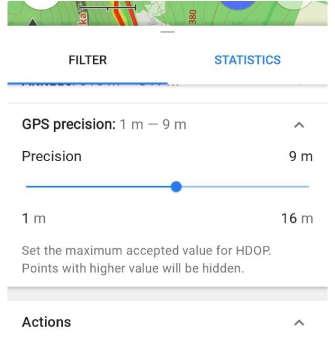 380
FILTER
STATISTICS
GPS precision: 1 m — 9 m
Precision
9 m
1 m
16 m
Set the maximum accepted value for HDOP.
Points with higher value will be hidden.
Actions